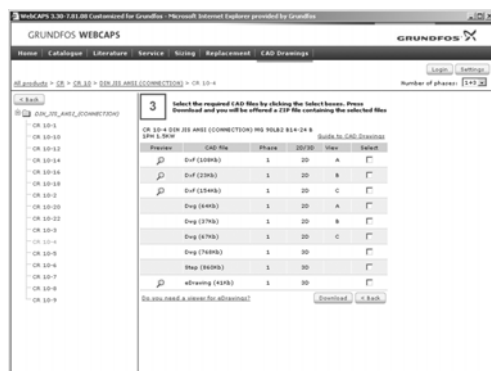 WebCAPS 3.30-7.01.00 Customized for Grundfos - Microsoft Internet Explorer provided by Grundfos
GRUNDFOS WEBCAPS
GRUNDFOS
Home Catalogue Literature Service Sizing Replacement CAD Drawings
Login Settings
All products > CR > CR 10 > DIN JIS ANSI (CONNECTION) > CR 10-4
Number of phases: 1+3
< Back
DIN_JIS_ANSI_(CONNECTION)
CR 10-1
CR 10-10
CR 10-12
CR 10-14
CR 10-16
CR 10-18
CR 10-2
CR 10-20
CR 10-22
CR 10-3
CR 10-4
CR 10-5
CR 10-6
CR 10-7
CR 10-8
CR 10-9
3
Select the required CAD files by clicking the Select boxes. Press
Download and you will be offered a ZIP file containing the selected files
CR 10-4 DIN JIS ANSI (CONNECTION) MG 90LB2 B14-24 B
1PH 1.5KW
Guide to CAD Drawings
Preview CAD file Phase 2D/3D View Select
Dxf (108Kb) 1 2D A
Dxf (23Kb) 1 2D B
Dxf (154Kb) 1 2D C
Dwg (64Kb) 1 2D A
Dwg (37Kb) 1 2D B
Dwg (67Kb) 1 2D C
Dwg (768Kb) 1 3D
Step (860Kb) 1 3D
eDrawing (41Kb) 1 3D
Do you need a viewer for eDrawings?
Download < Back